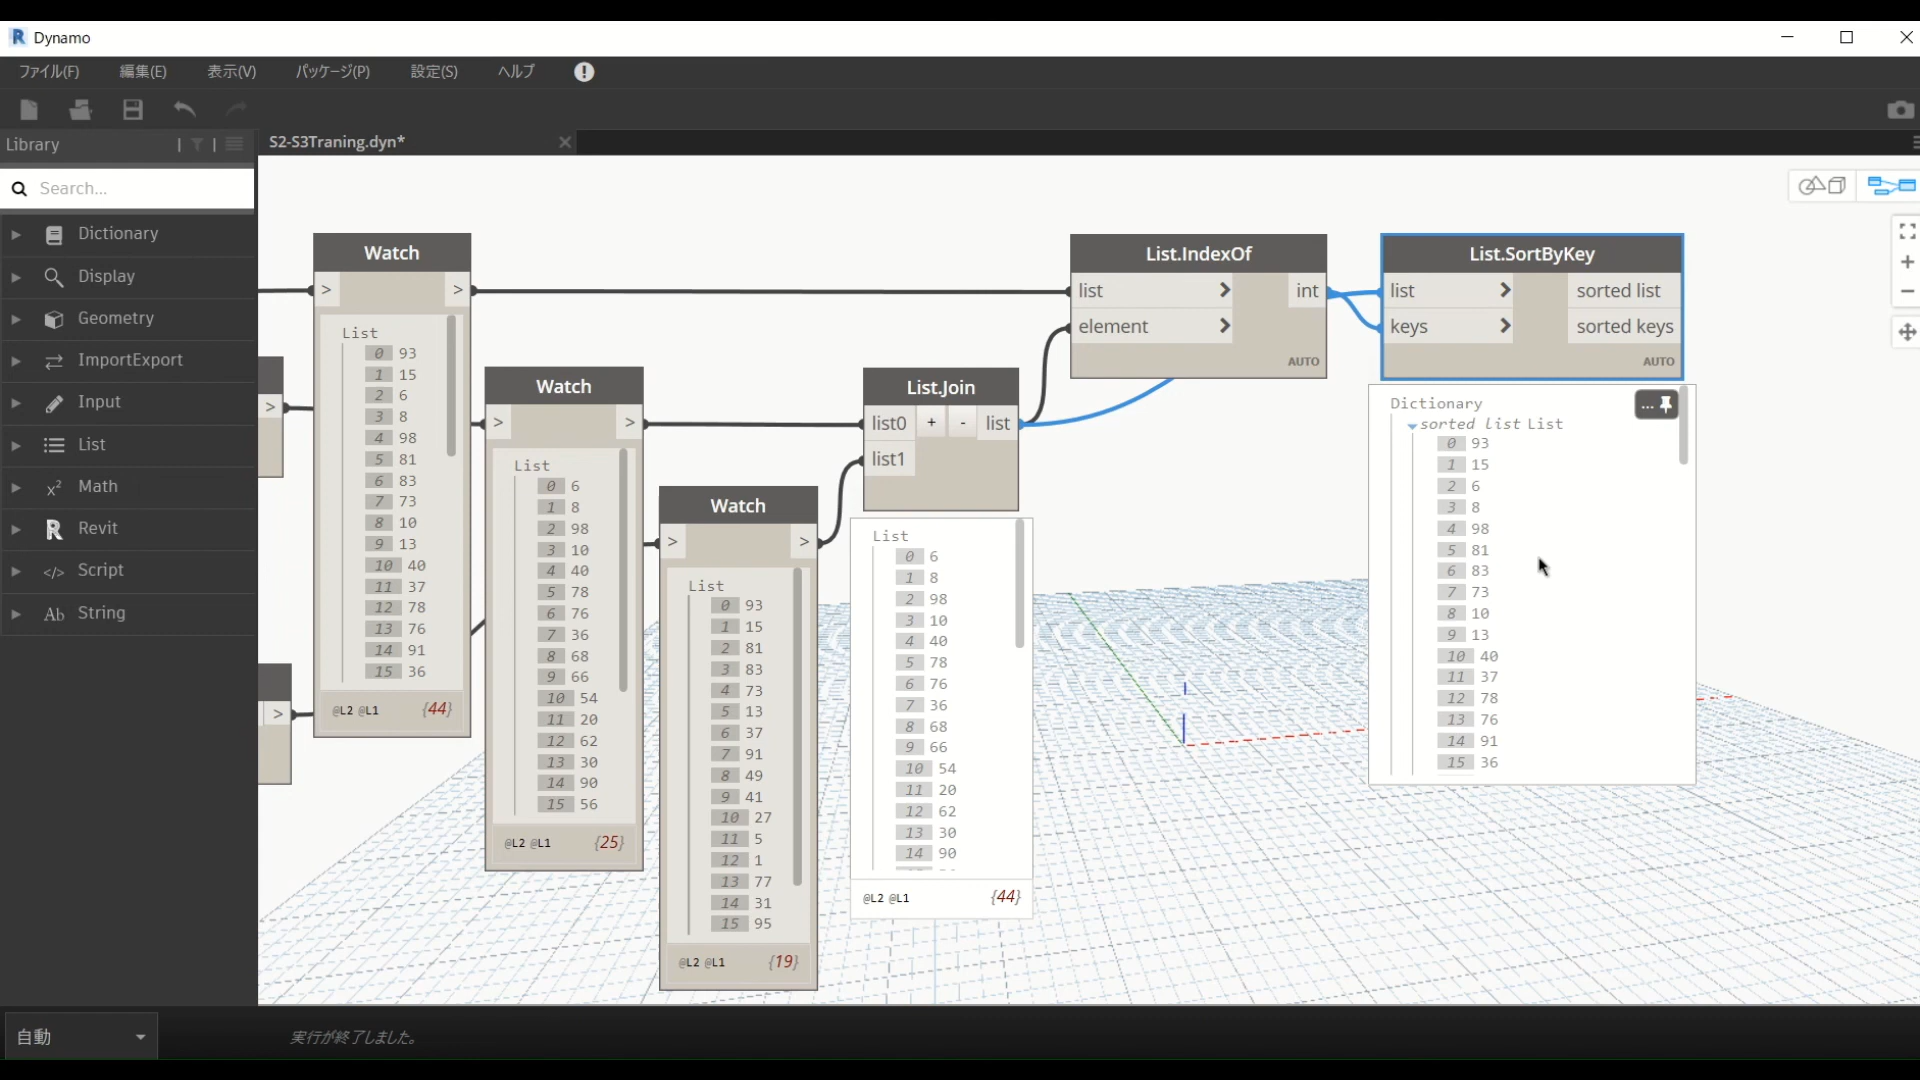 Dynamo
ファイル(F) 編集(E) 表示(V) パッケージ(P) 設定(S) ヘルプ
Library
S2-S3Traning.dyn*
Search...
Dictionary
Display
Geometry
ImportExport
Input
List
Math
Revit
Script
String
Watch
> >
List
0 93
1 15
2 6
3 8
4 98
5 81
6 83
7 73
8 10
9 13
10 40
11 37
12 78
13 76
14 91
15 36
@L2 @L1 {44}
Watch
> >
List
0 6
1 8
2 98
3 10
4 40
5 78
6 76
7 36
8 68
9 66
10 54
11 20
12 62
13 30
14 90
15 56
@L2 @L1 {25}
Watch
> >
List
0 93
1 15
2 81
3 83
4 73
5 13
6 37
7 91
8 49
9 41
10 27
11 5
12 1
13 77
14 31
15 95
@L2 @L1 {19}
List.Join
list0 + - list
list1
List
0 6
1 8
2 98
3 10
4 40
5 78
6 76
7 36
8 68
9 66
10 54
11 20
12 62
13 30
14 90
@L2 @L1 {44}
List.IndexOf
list > int
element >
AUTO
List.SortByKey
list > sorted list
keys > sorted keys
AUTO
Dictionary
sorted list List
0 93
1 15
2 6
3 8
4 98
5 81
6 83
7 73
8 10
9 13
10 40
11 37
12 78
13 76
14 91
15 36
自動
実行が終了しました。